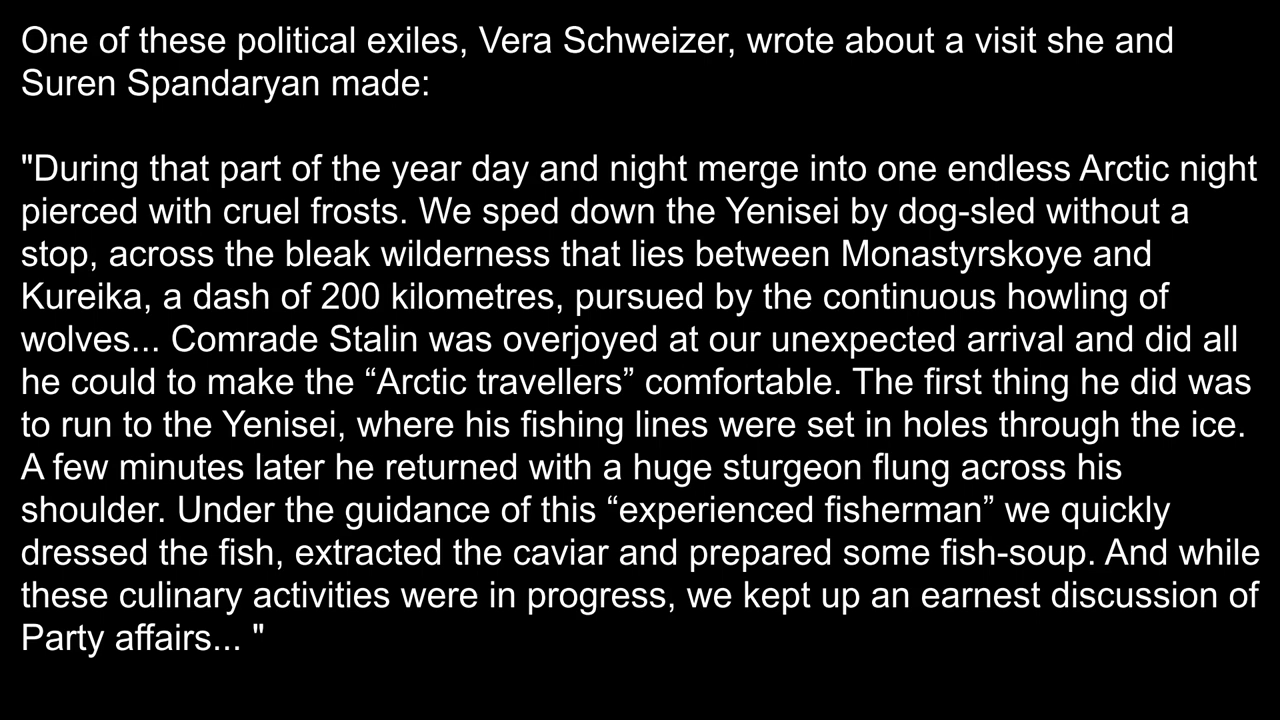 One of these political exiles, Vera Schweizer, wrote about a visit she and
Suren Spandaryan made:
"During that part of the year day and night merge into one endless Arctic night
pierced with cruel frosts. We sped down the Yenisei by dog-sled without a
stop, across the bleak wilderness that lies between Monastyrskoye and
Kureika, a dash of 200 kilometres, pursued by the continuous howling of
wolves... Comrade Stalin was overjoyed at our unexpected arrival and did all
he could to make the “Arctic travellers” comfortable. The first thing he did was
to run to the Yenisei, where his fishing lines were set in holes through the ice.
A few minutes later he returned with a huge sturgeon flung across his
shoulder. Under the guidance of this “experienced fisherman” we quickly
dressed the fish, extracted the caviar and prepared some fish-soup. And while
these culinary activities were in progress, we kept up an earnest discussion of
Party affairs... "